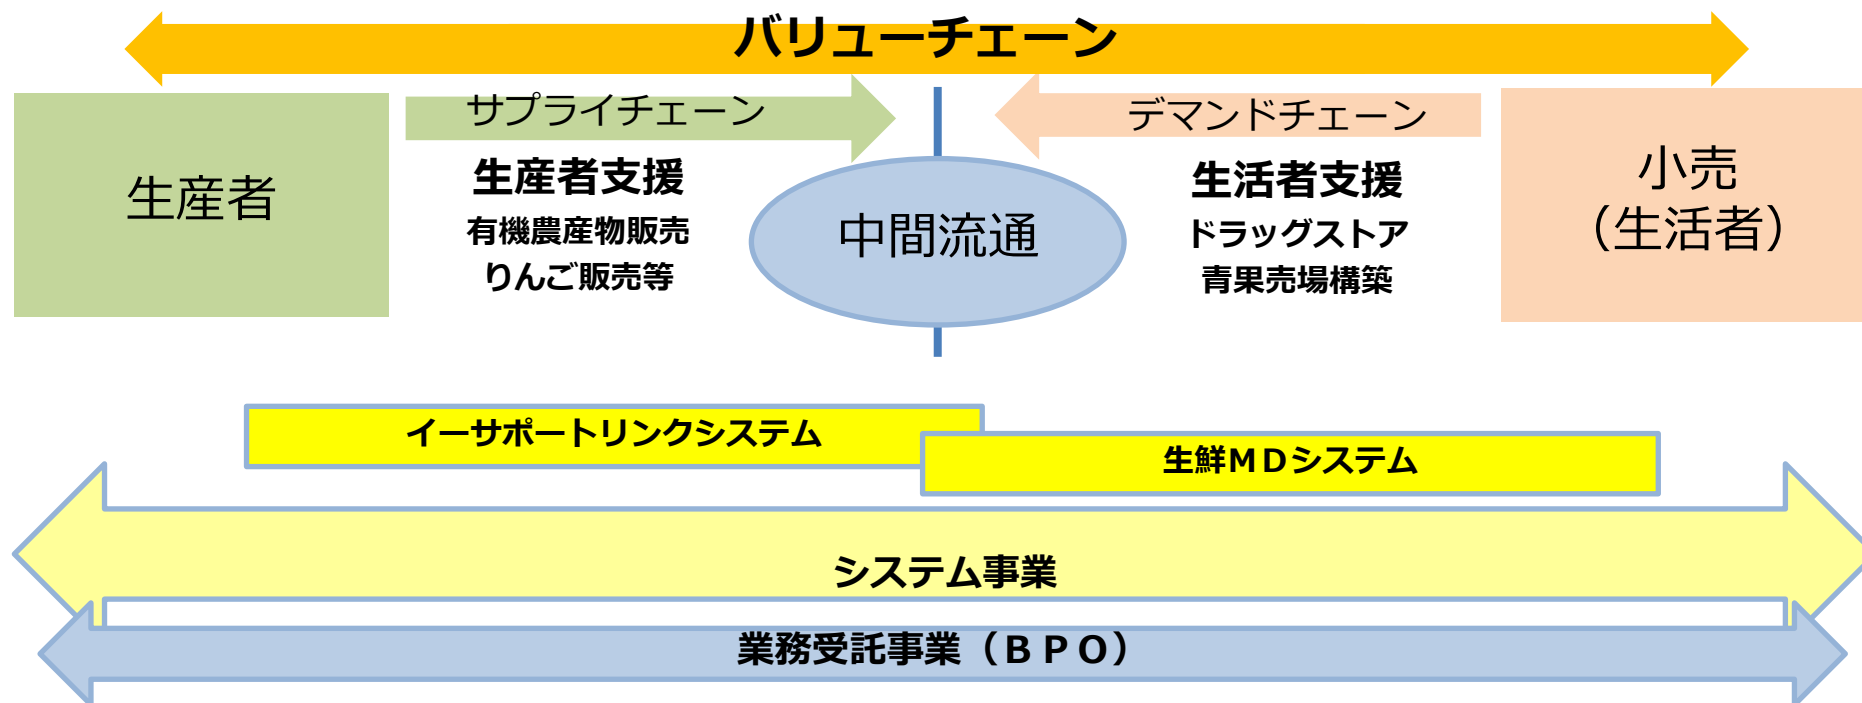 バリューチェーン
サプライチェーン
デマンドチェーン
生産者
生産者支援
有機農産物販売
りんご販売等
中間流通
生活者支援
ドラッグストア
青果売場構築
小売
（生活者）
イーサポートリンクシステム
生鮮ＭＤシステム
システム事業
業務受託事業（ＢＰＯ）